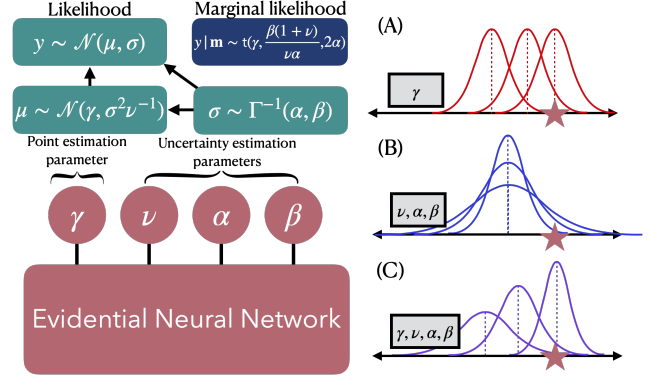 Likelihood
Marginal likelihood
y ∼ 𝒩(μ, σ)
y | m ∼ t(γ, β(1 + ν)/να, 2α)
μ ∼ 𝒩(γ, σ²ν⁻¹)
σ ∼ Γ⁻¹(α, β)
Point estimation
parameter
Uncertainty estimation
parameters
γ
ν
α
β
Evidential Neural Network
(A)
γ
(B)
ν, α, β
(C)
γ, ν, α, β